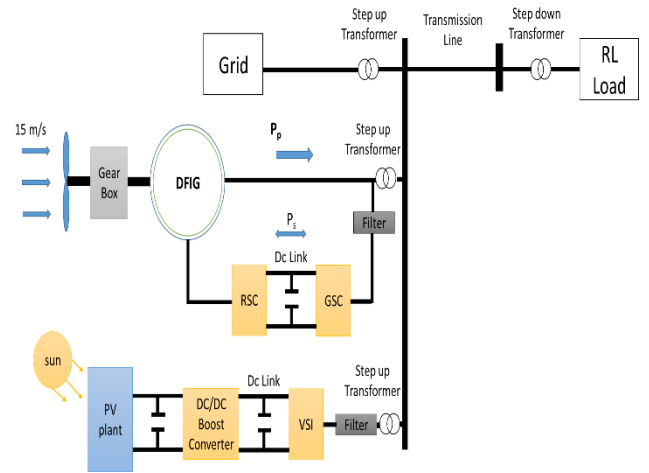 Step up
Transformer
Transmission
Line
Step down
Transformer
Grid
RL
Load
15 m/s
Gear
Box
DFIG
Pp
Step up
Transformer
Filter
Ps
Dc Link
RSC
GSC
sun
PV
plant
DC/DC
Boost
Converter
Dc Link
VSI
Filter
Step up
Transformer